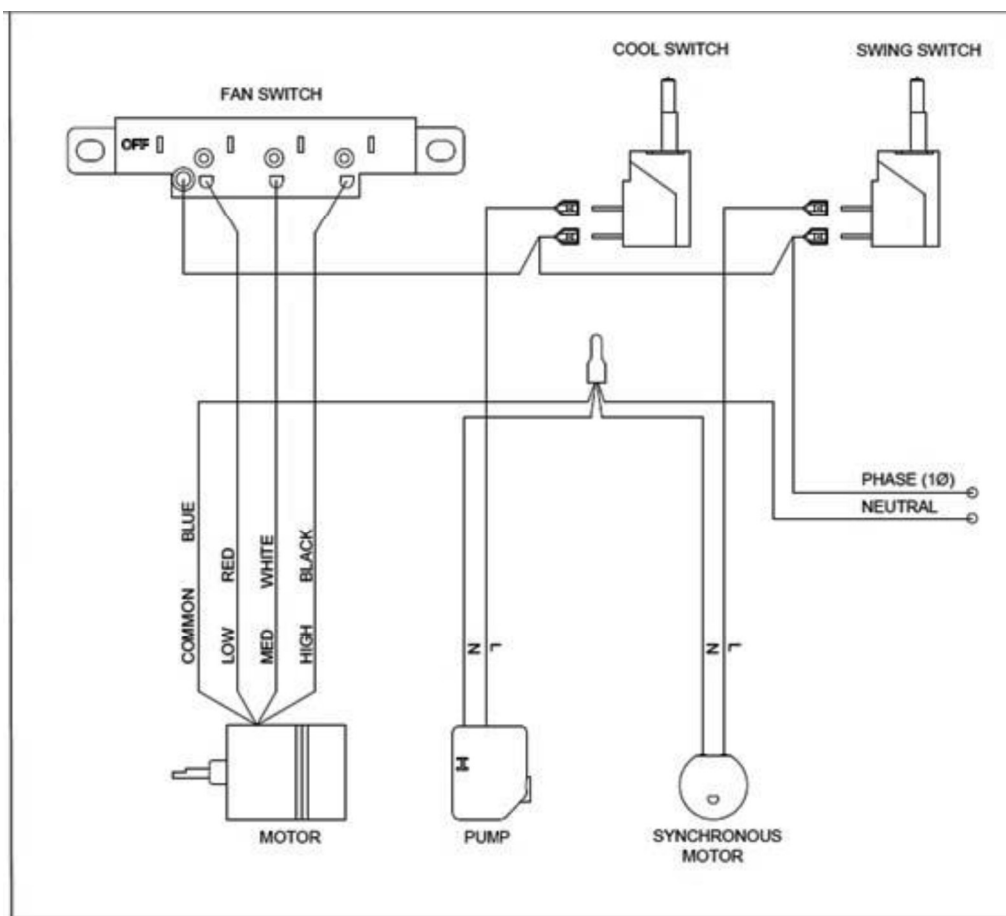 COOL SWITCH
SWING SWITCH
FAN SWITCH
OFF
PHASE (1Ø)
NEUTRAL
COMMON BLUE
LOW RED
MED WHITE
HIGH BLACK
N
L
N
L
H
MOTOR
PUMP
SYNCHRONOUS
MOTOR